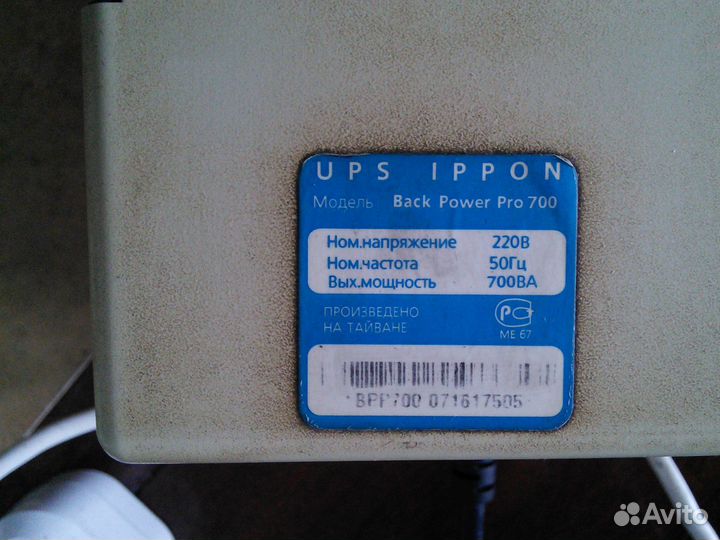 UPS IPPON
Модель Back Power Pro 700
Ном.напряжение 220В
Ном.частота 50Гц
Вых.мощность 700ВА
ПРОИЗВЕДЕНО
НА ТАЙВАНЕ
РС
МЕ 67
BPP700 071617505
Avito